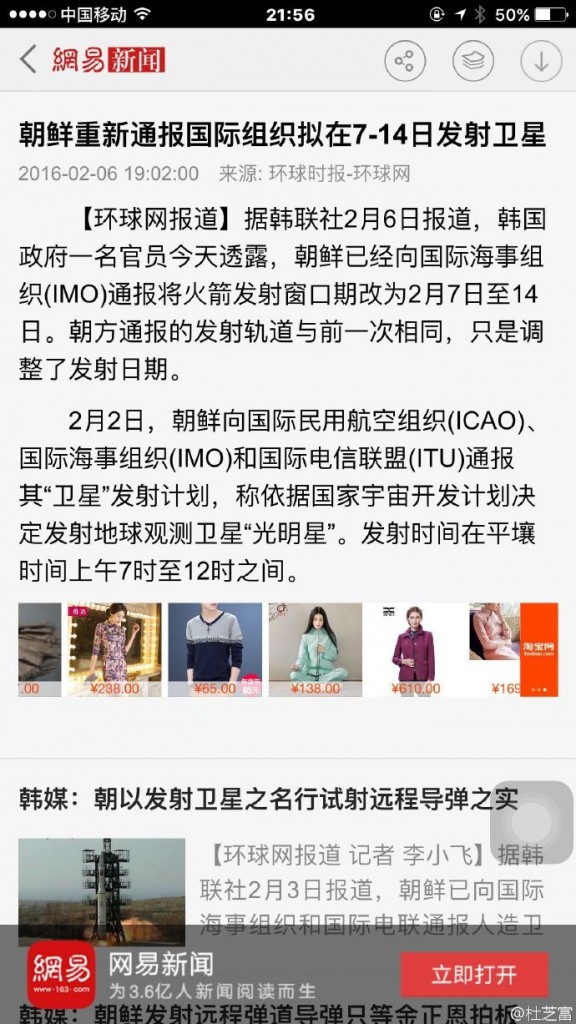 中国移动
21:56
50%
網易新闻
朝鲜重新通报国际组织拟在7-14日发射卫星
2016-02-06 19:02:00 来源: 环球时报-环球网
【环球网报道】据韩联社2月6日报道，韩国
政府一名官员今天透露，朝鲜已经向国际海事组
织(IMO)通报将火箭发射窗口期改为2月7日至14
日。朝方通报的发射轨道与前一次相同，只是调
整了发射日期。
2月2日，朝鲜向国际民用航空组织(ICAO)、
国际海事组织(IMO)和国际电信联盟(ITU)通报
其“卫星”发射计划，称依据国家宇宙开发计划决
定发射地球观测卫星“光明星”。发射时间在平壤
时间上午7时至12时之间。
.00
¥238.00
¥65.00
¥138.00
¥610.00
¥169
淘宝网
Taobao.com
韩媒：朝以发射卫星之名行试射远程导弹之实
【环球网报道 记者 李小飞】据韩
联社2月3日报道，朝鲜已向国际
海事组织和国际电联通报人造卫
網易
www.163.com
网易新闻
为3.6亿人新闻阅读而生
立即打开
韩媒：朝鲜发射远程弹道导弹只等金正恩拍板
@杜芝富